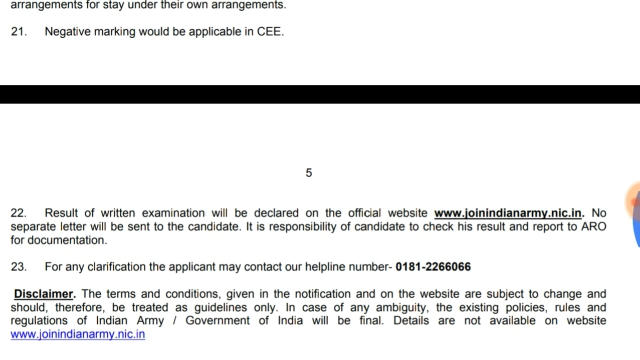 arrangements for stay under their own arrangements.
21. Negative marking would be applicable in CEE.
5
22. Result of written examination will be declared on the official website www.joinindianarmy.nic.in. No
separate letter will be sent to the candidate. It is responsibility of candidate to check his result and report to ARO
for documentation.
23. For any clarification the applicant may contact our helpline number- 0181-2266066
Disclaimer. The terms and conditions, given in the notification and on the website are subject to change and
should, therefore, be treated as guidelines only. In case of any ambiguity, the existing policies, rules and
regulations of Indian Army / Government of India will be final. Details are not available on website
www.joinindianarmy.nic.in